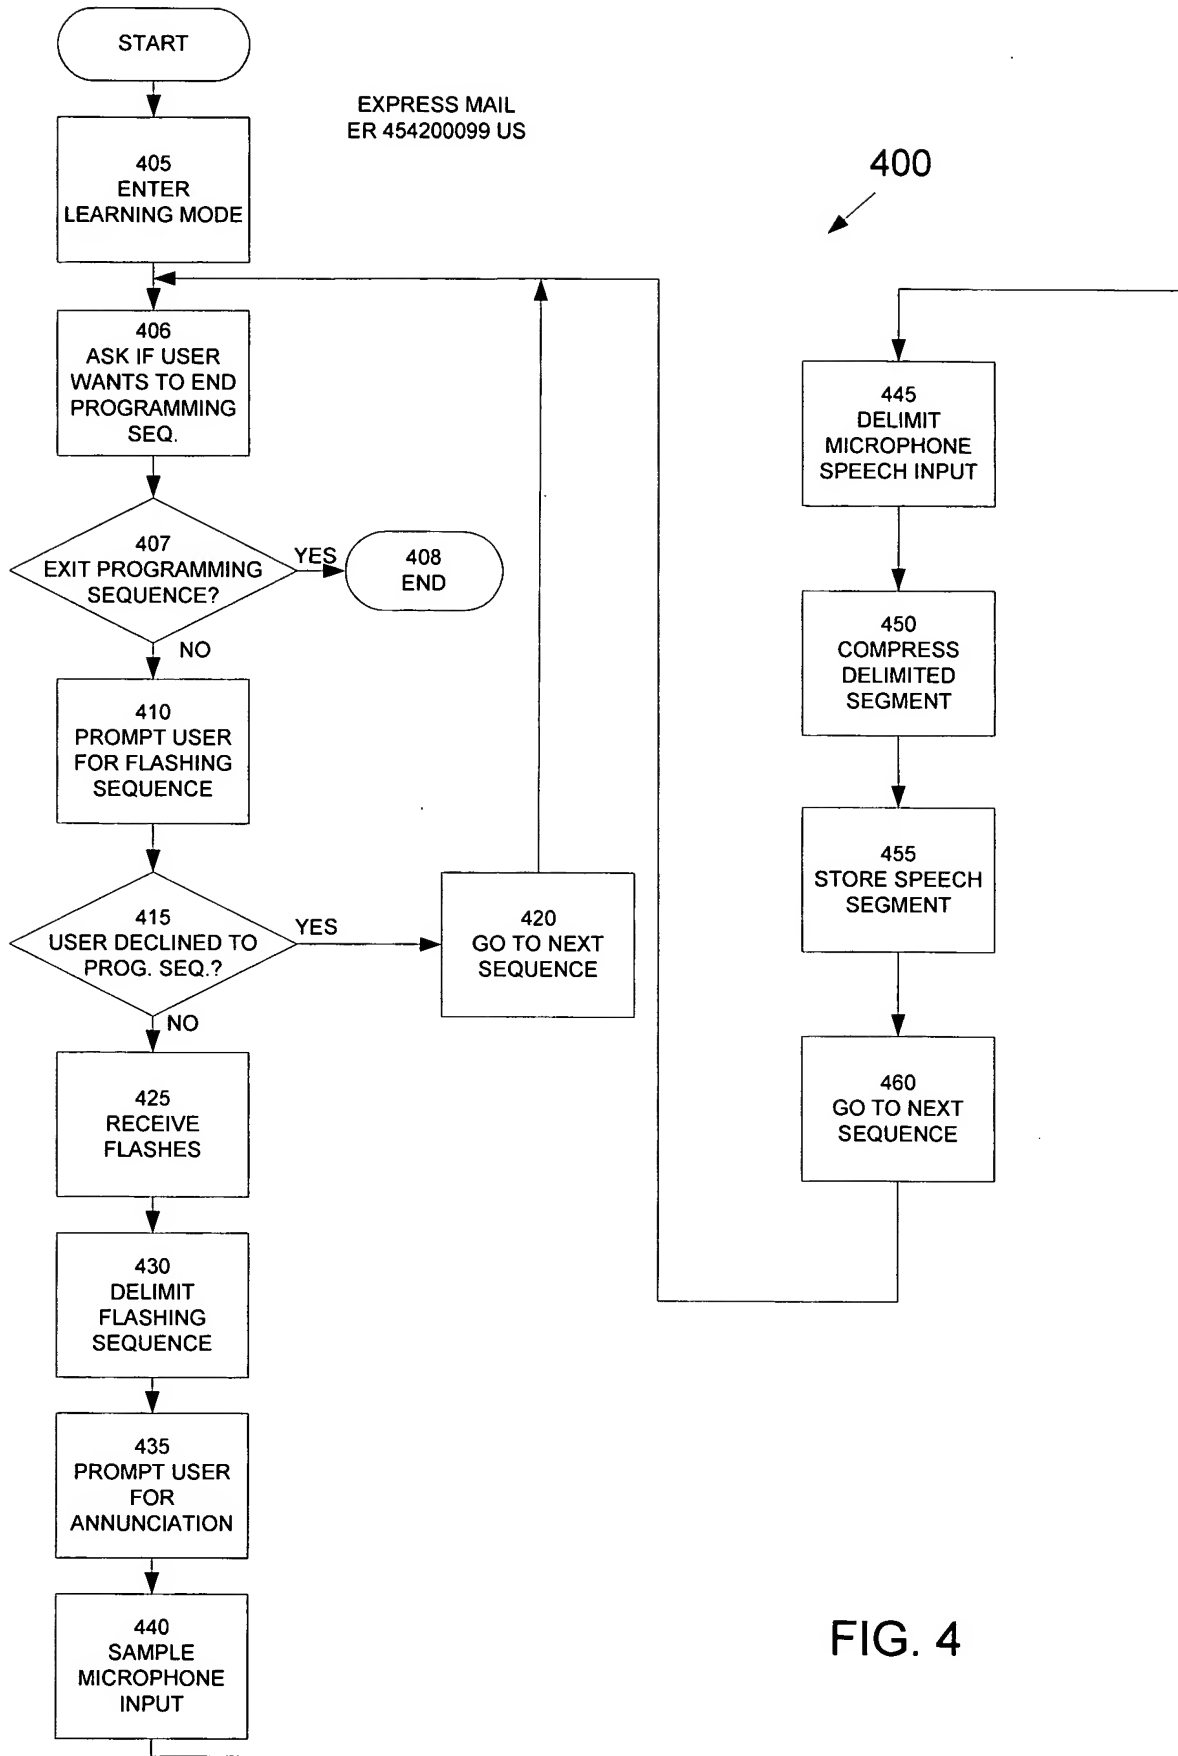 START
EXPRESS MAIL
ER 454200099 US
405
ENTER
LEARNING MODE
406
ASK IF USER
WANTS TO END
PROGRAMMING
SEQ.
407
EXIT PROGRAMMING
SEQUENCE?
YES
408
END
NO
410
PROMPT USER
FOR FLASHING
SEQUENCE
415
USER DECLINED TO
PROG. SEQ.?
YES
420
GO TO NEXT
SEQUENCE
NO
425
RECEIVE
FLASHES
430
DELIMIT
FLASHING
SEQUENCE
435
PROMPT USER
FOR
ANNUNCIATION
440
SAMPLE
MICROPHONE
INPUT
400
445
DELIMIT
MICROPHONE
SPEECH INPUT
450
COMPRESS
DELIMITED
SEGMENT
455
STORE SPEECH
SEGMENT
460
GO TO NEXT
SEQUENCE
FIG. 4